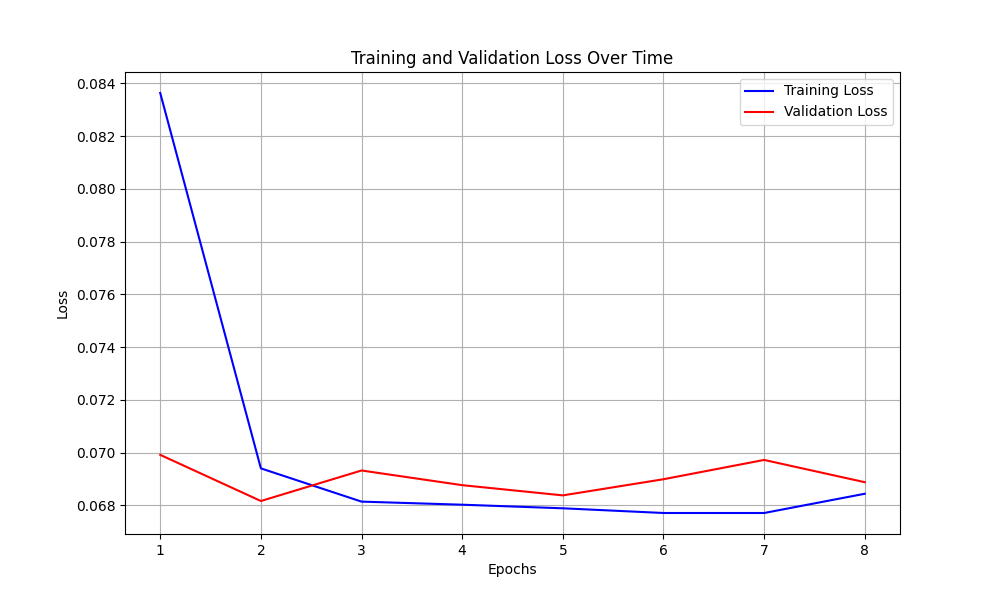 Training and Validation Loss Over Time
Training Loss
Validation Loss
0.084
0.082
0.080
0.078
0.076
0.074
0.072
0.070
0.068
Loss
1 2 3 4 5 6 7 8
Epochs